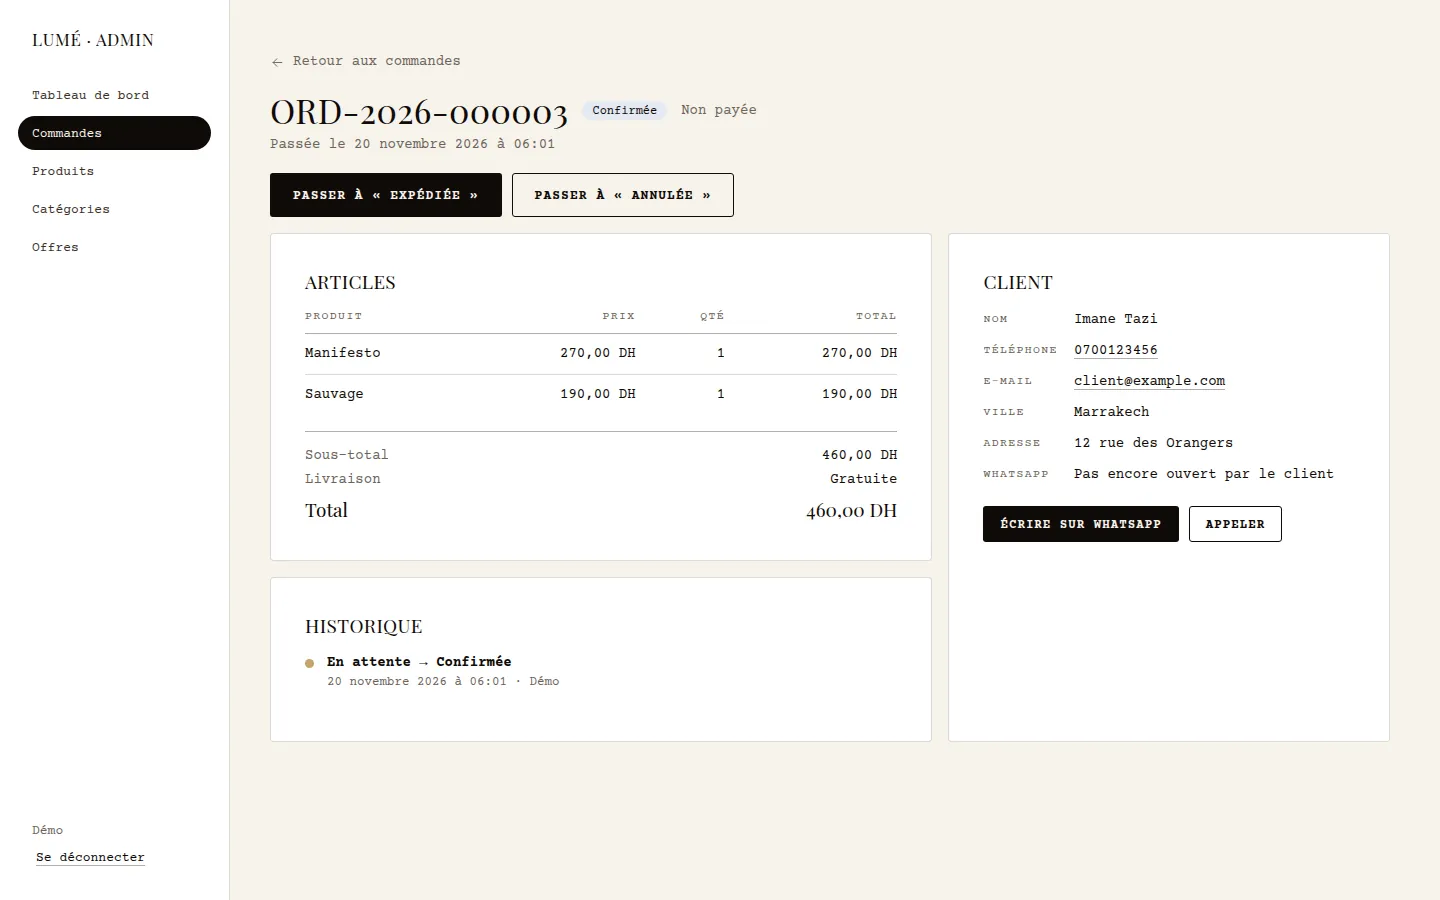 LUMÉ · ADMIN
Tableau de bord
Commandes
Produits
Catégories
Offres
Démo
Se déconnecter
← Retour aux commandes
ORD-2026-000003 Confirmée Non payée
Passée le 20 novembre 2026 à 06:01
PASSER À « EXPÉDIÉE » PASSER À « ANNULÉE »
ARTICLES
PRODUIT PRIX QTÉ TOTAL
Manifesto 270,00 DH 1 270,00 DH
Sauvage 190,00 DH 1 190,00 DH
Sous-total 460,00 DH
Livraison Gratuite
Total 460,00 DH
HISTORIQUE
En attente → Confirmée
20 novembre 2026 à 06:01 · Démo
CLIENT
NOM Imane Tazi
TÉLÉPHONE 0700123456
E-MAIL client@example.com
VILLE Marrakech
ADRESSE 12 rue des Orangers
WHATSAPP Pas encore ouvert par le client
ÉCRIRE SUR WHATSAPP APPELER